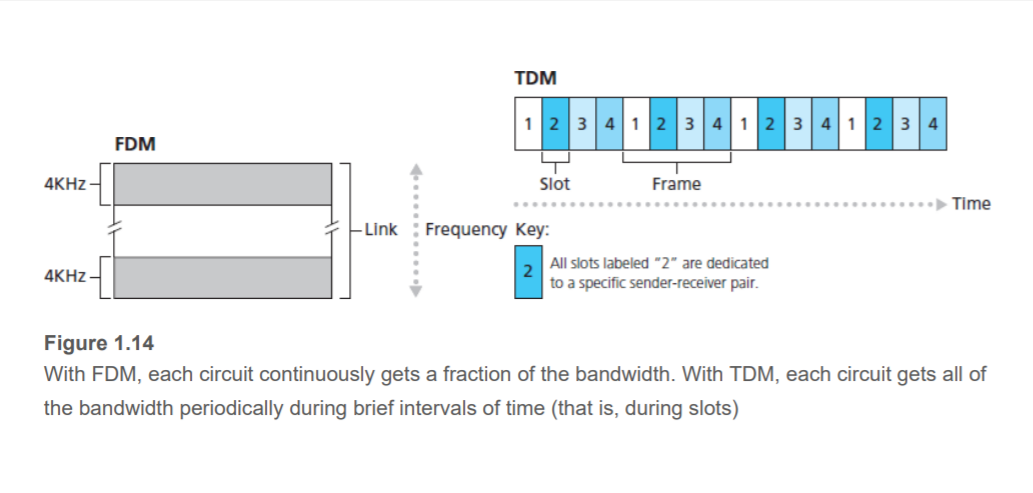 FDM
4KHz
4KHz
Link
Frequency
TDM
1 2 3 4 1 2 3 4 1 2 3 4 1 2 3 4
Slot
Frame
Time
Key:
2
All slots labeled "2" are dedicated
to a specific sender-receiver pair.
Figure 1.14
With FDM, each circuit continuously gets a fraction of the bandwidth. With TDM, each circuit gets all of
the bandwidth periodically during brief intervals of time (that is, during slots)